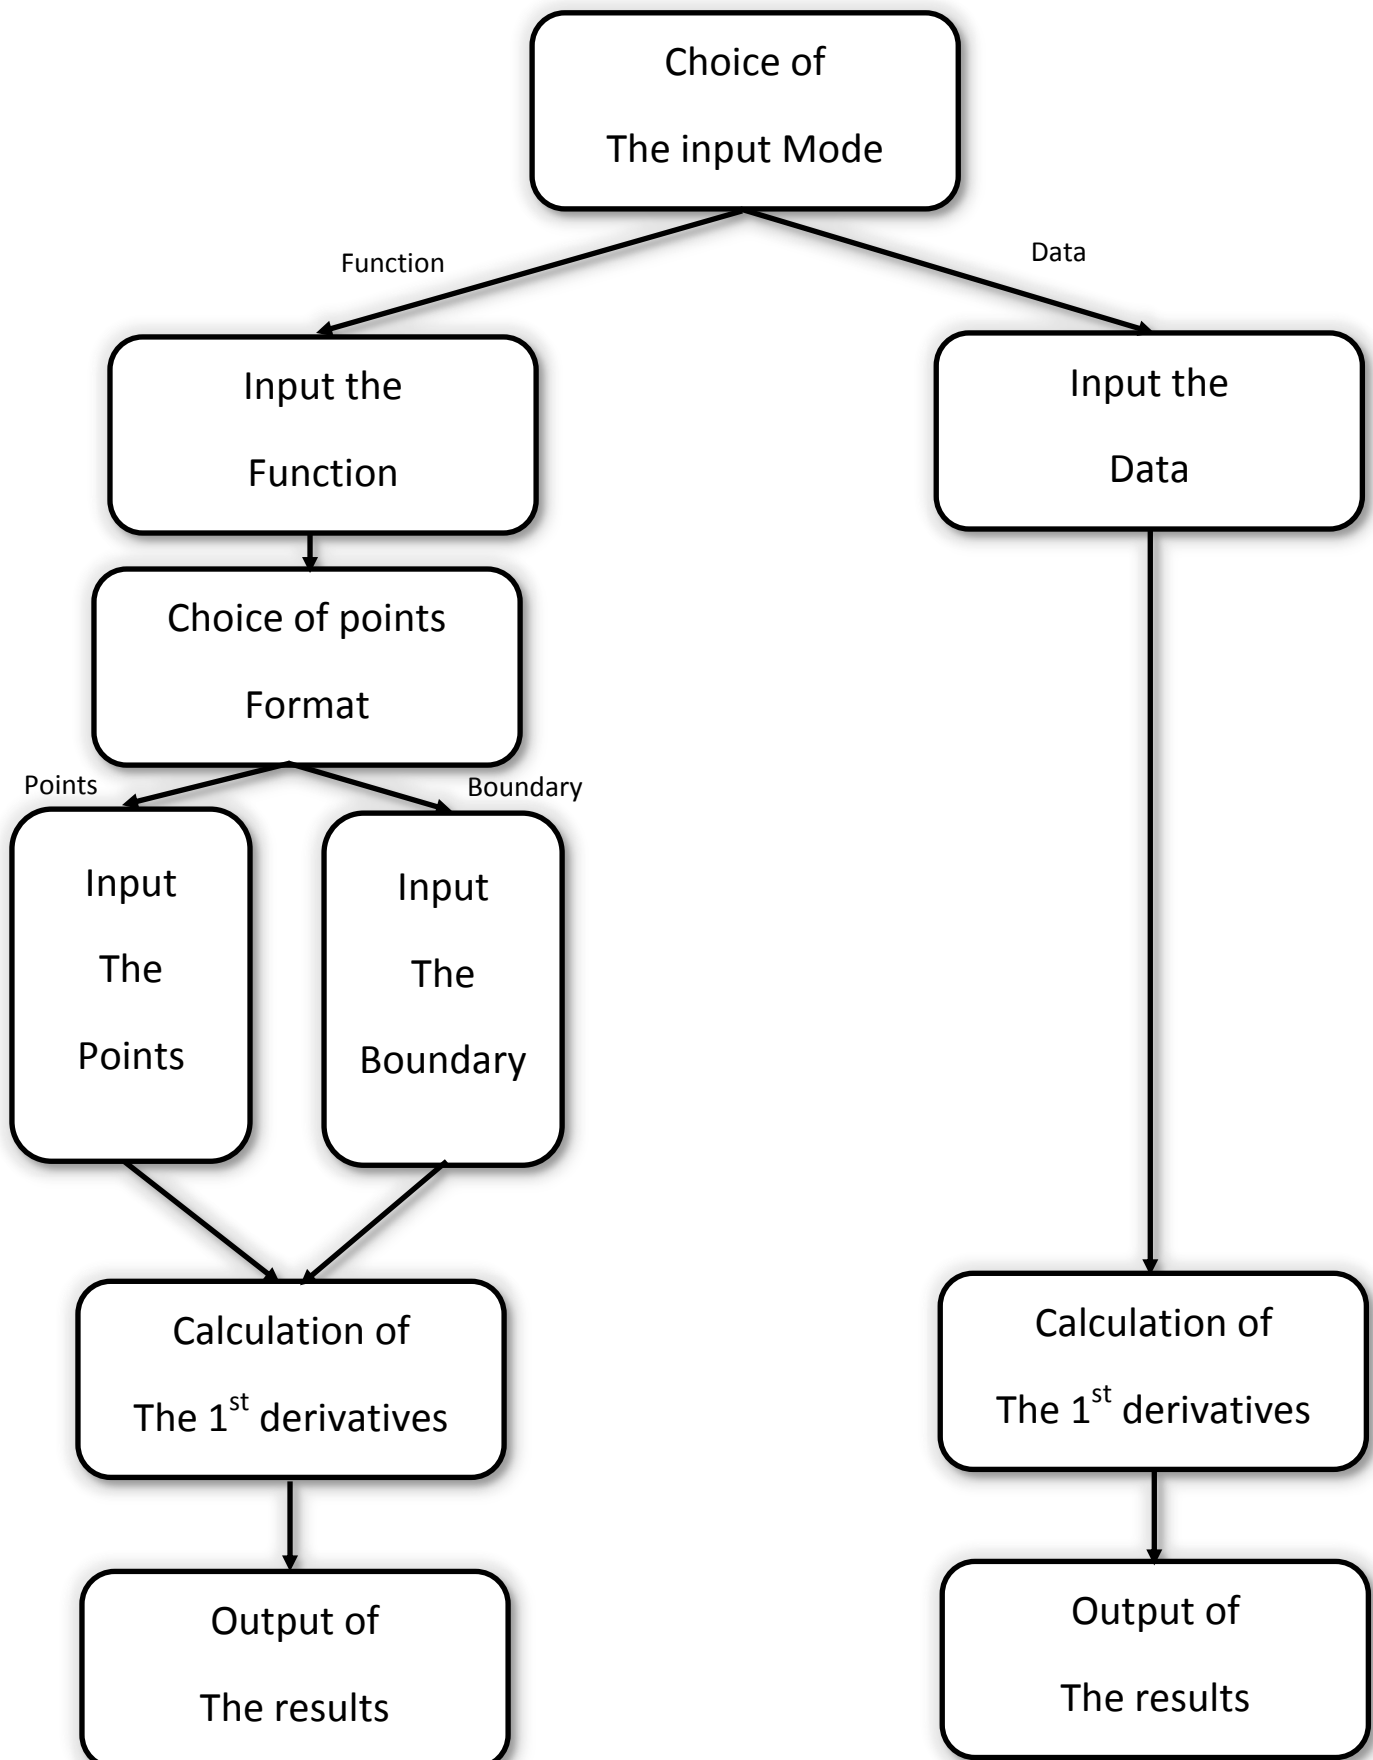 Choice of
The input Mode
Function
Data
Input the
Function
Input the
Data
Choice of points
Format
Points
Boundary
Input
The
Points
Input
The
Boundary
Calculation of
The 1st derivatives
Calculation of
The 1st derivatives
Output of
The results
Output of
The results